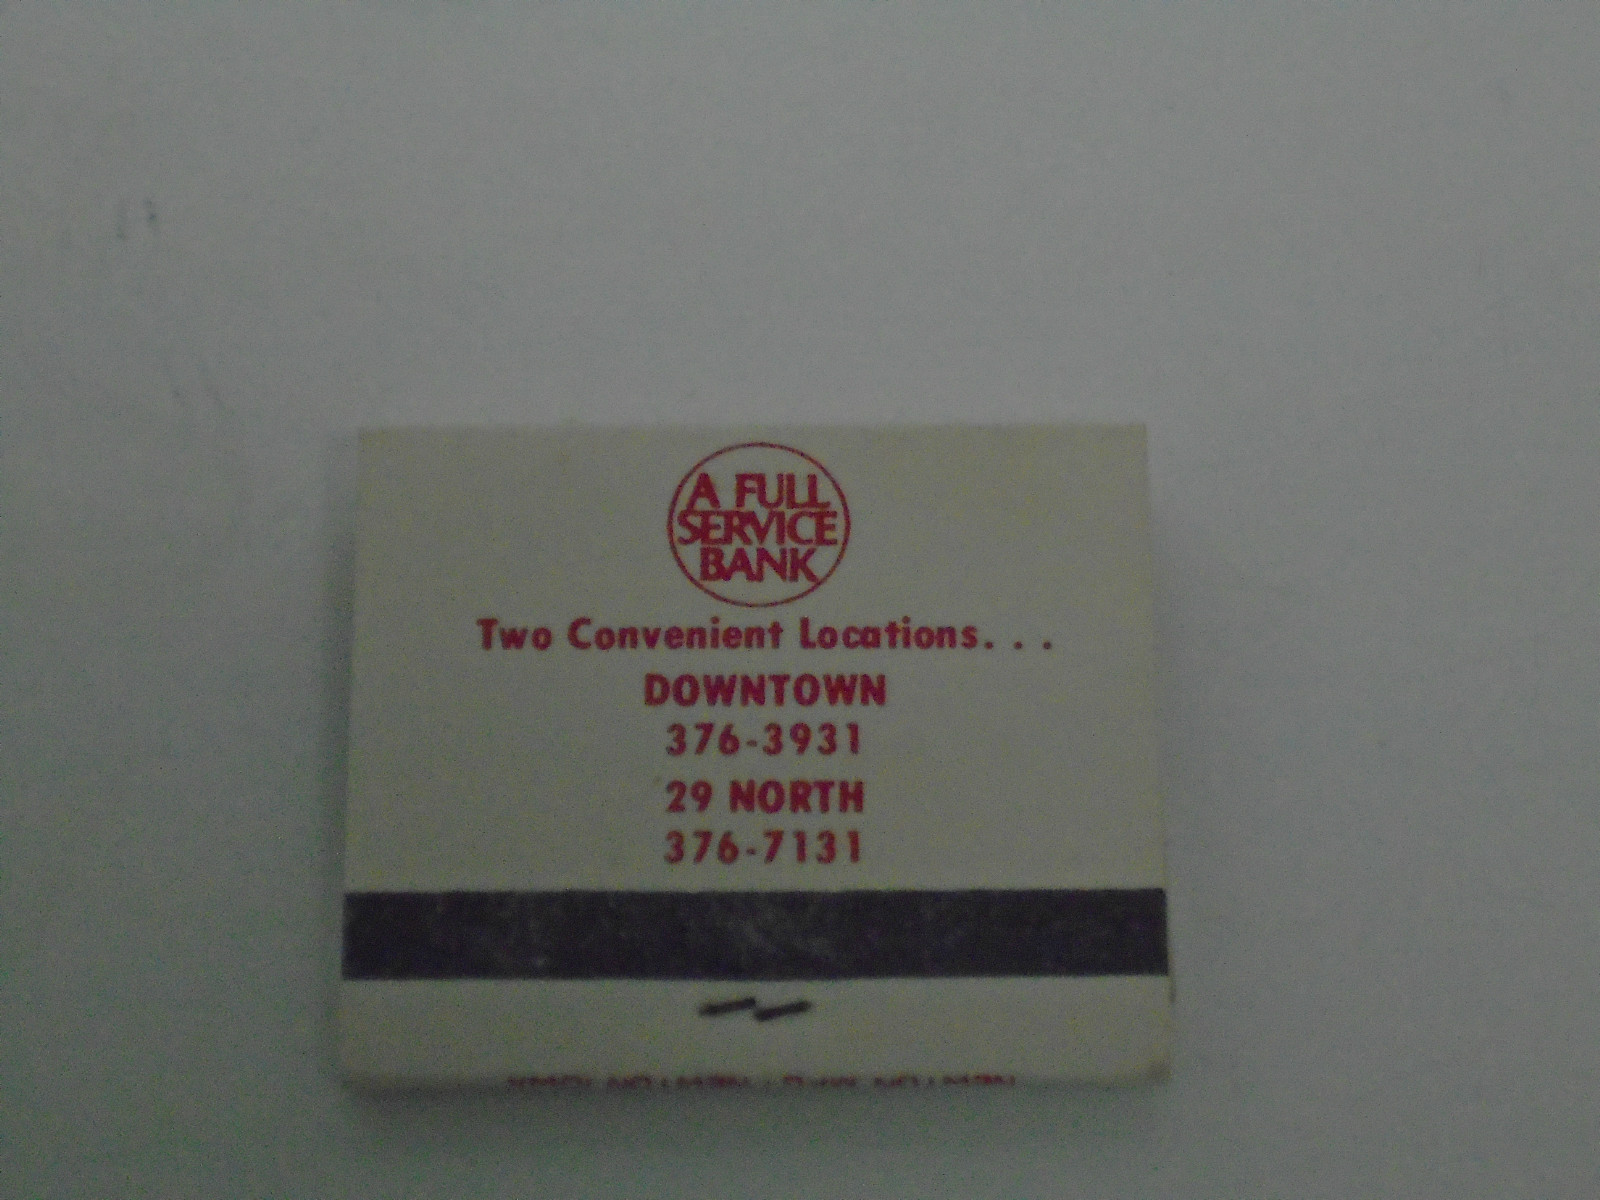 A FULL
SERVICE
BANK
Two Convenient Locations. . .
DOWNTOWN
376-3931
29 NORTH
376-7131